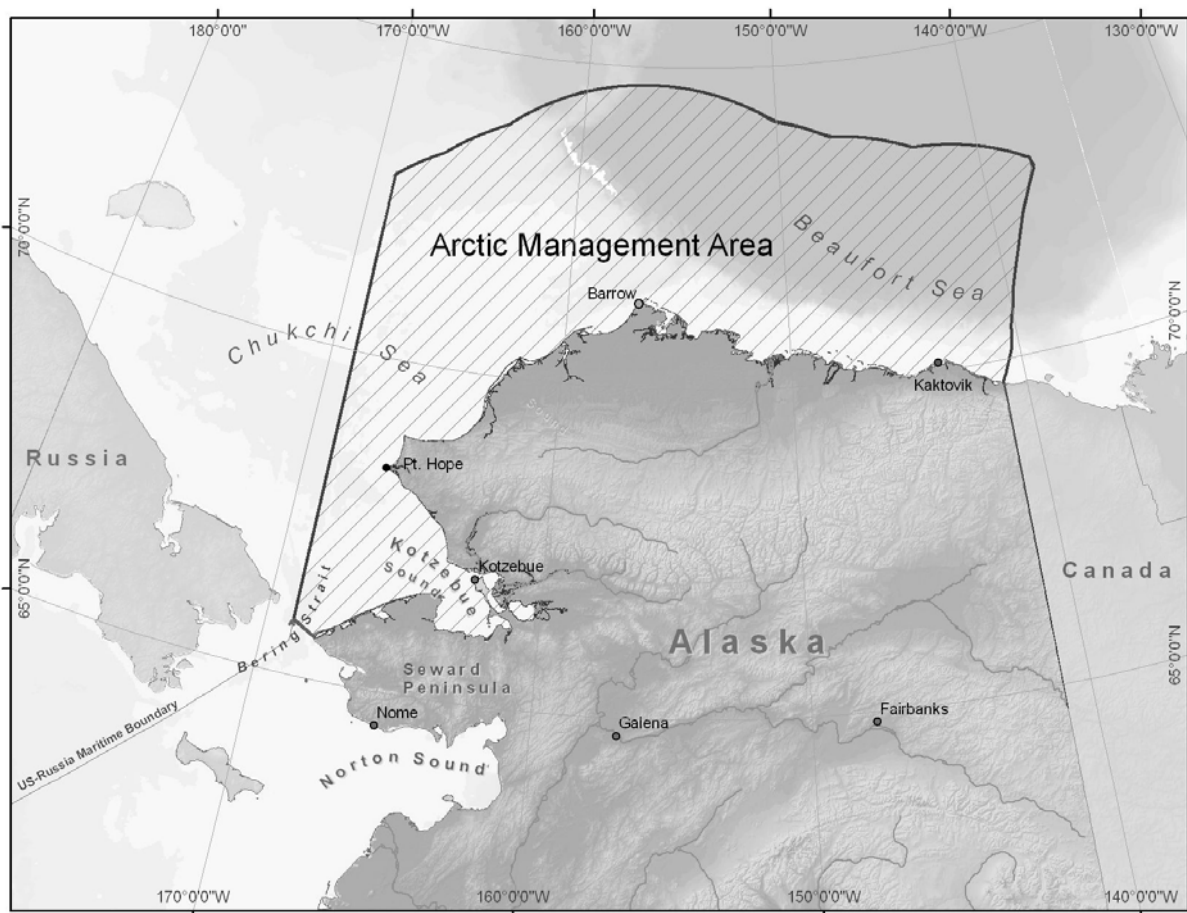 180°0'0"W
170°0'0"W
160°0'0"W
150°0'0"W
140°0'0"W
130°0'0"W
70°0'0"N
Arctic Management Area
Beaufort Sea
Barrow
Chukchi Sea
70°0'0"N
Kaktovik
Russia
Pt. Hope
Kotzebue
Sound
Kotzebue
Canada
65°0'0"N
Bering Strait
Alaska
65°0'0"N
Seward
Peninsula
US-Russia Maritime Boundary
Nome
Galena
Fairbanks
Norton Sound
170°0'0"W
160°0'0"W
150°0'0"W
140°0'0"W